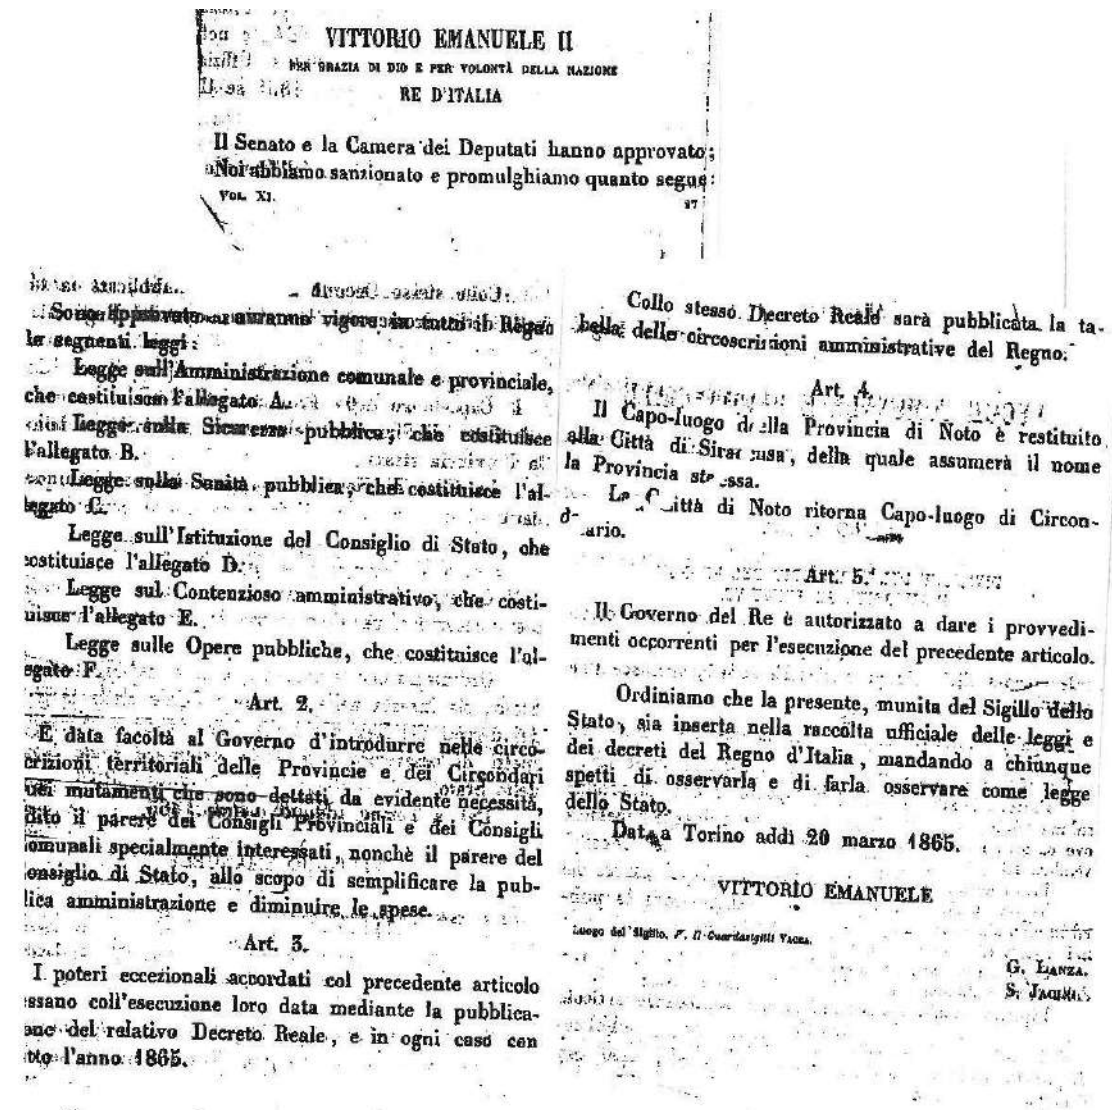 VITTORIO EMANUELE II
PER GRAZIA DI DIO E PER VOLONTÀ DELLA NAZIONE
RE D'ITALIA
Il Senato e la Camera dei Deputati hanno approvato;
Noi abbiamo sanzionato e promulghiamo quanto segue:
VOL. XI. 27
Sono approvate avranno vigore in tutto il Regno
le seguenti leggi:
Legge sull'Amministrazione comunale e provinciale,
che costituisce l'allegato A.
Legge sulla Sicurezza pubblica, che costituisce
l'allegato B.
Legge sulla Sanità pubblica, che costituisce l'al-
legato C.
Legge sull'Istituzione del Consiglio di Stato, che
costituisce l'allegato D.
Legge sul Contenzioso amministrativo, che costi-
uisce l'allegato E.
Legge sulle Opere pubbliche, che costituisce l'al-
egato F.
Art. 2.
È data facoltà al Governo d'introdurre nelle circo-
crizioni territoriali delle Provincie e dei Circondari
uei mutamenti che sono dettati da evidente necessità,
dito il parere dei Consigli Provinciali e dei Consigli
omunali specialmente interessati, nonchè il parere del
onsiglio di Stato, allo scopo di semplificare la pub-
lica amministrazione e diminuire le spese.
Art. 3.
I poteri eccezionali accordati col precedente articolo
essano coll'esecuzione loro data mediante la pubblica-
one del relativo Decreto Reale, e in ogni caso con
tto l'anno 1865.
Collo stesso Decreto Reale sarà pubblicata la ta-
bella delle circoscrizioni amministrative del Regno.
Art. 4.
Il Capo-luogo della Provincia di Noto è restituito
alla Città di Siracusa, della quale assumerà il nome
la Provincia stessa.
La Città di Noto ritorna Capo-luogo di Circon-
dario.
Art. 5.
Il Governo del Re è autorizzato a dare i provvedi-
menti occorrenti per l'esecuzione del precedente articolo.
Ordiniamo che la presente, munita del Sigillo dello
Stato, sia inserta nella raccolta ufficiale delle leggi e
dei decreti del Regno d'Italia, mandando a chiunque
spetti di osservarla e di farla osservare come legge
dello Stato.
Data a Torino addì 20 marzo 1865.
VITTORIO EMANUELE
Luogo del Sigillo. V. Il Guardasigilli VACCA.
G. LANZA.
S. JACINI.